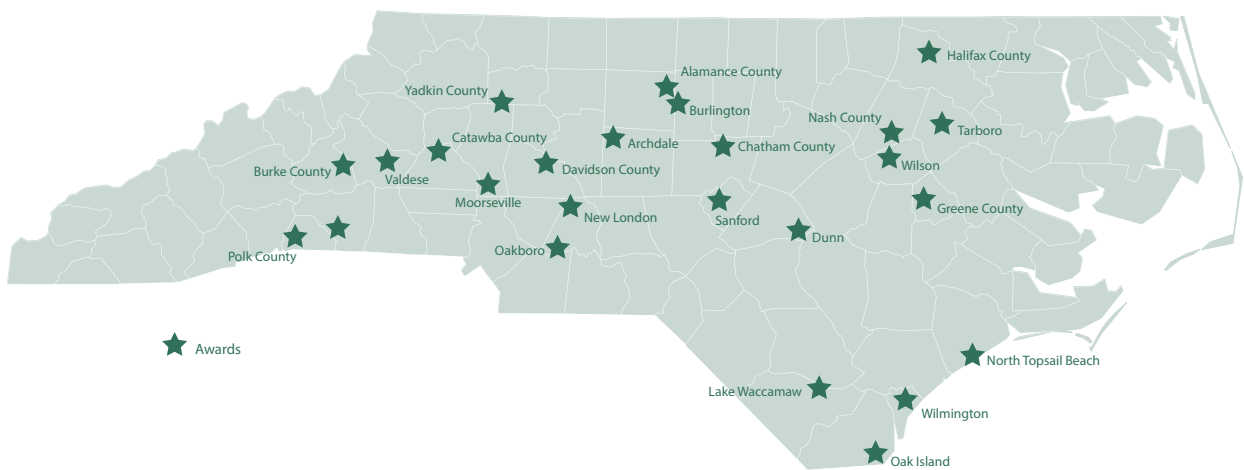 Halifax County
Alamance County
Yadkin County
Burlington
Nash County
Tarboro
Catawba County
Archdale
Chatham County
Burke County
Valdese
Davidson County
Wilson
Moorseville
New London
Sanford
Greene County
Oakboro
Dunn
Polk County
Awards
North Topsail Beach
Lake Waccamaw
Wilmington
Oak Island